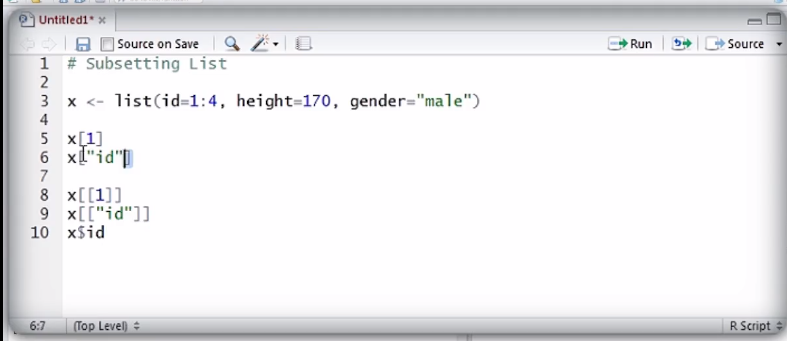 Untitled1*
Source on Save
Run
Source
1 # Subsetting List
2
3 x <- list(id=1:4, height=170, gender="male")
4
5 x[1]
6 x["id"]
7
8 x[[1]]
9 x[["id"]]
10 x$id
6:7 (Top Level) R Script